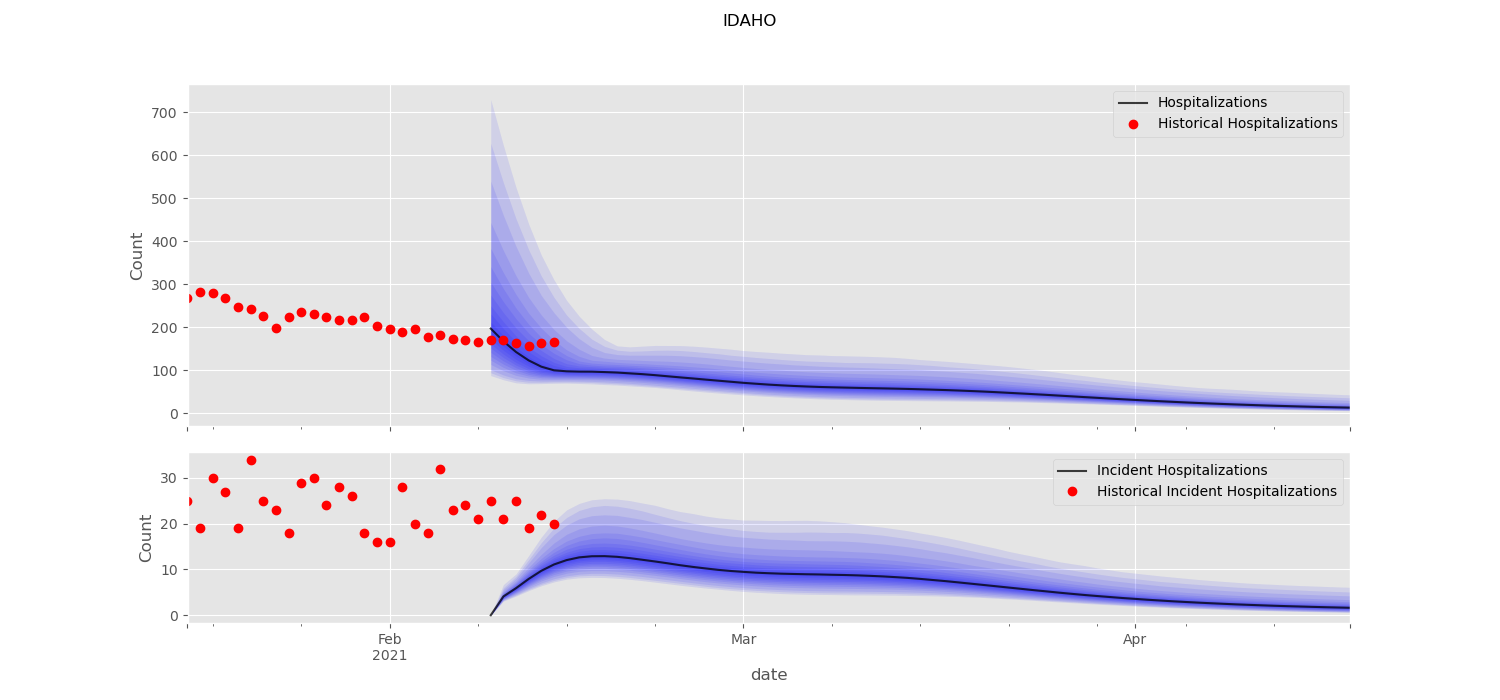 IDAHO
Hospitalizations
Historical Hospitalizations
Count
700
600
500
400
300
200
100
0
Incident Hospitalizations
Historical Incident Hospitalizations
Count
30
20
10
0
Feb
2021
Mar
Apr
date